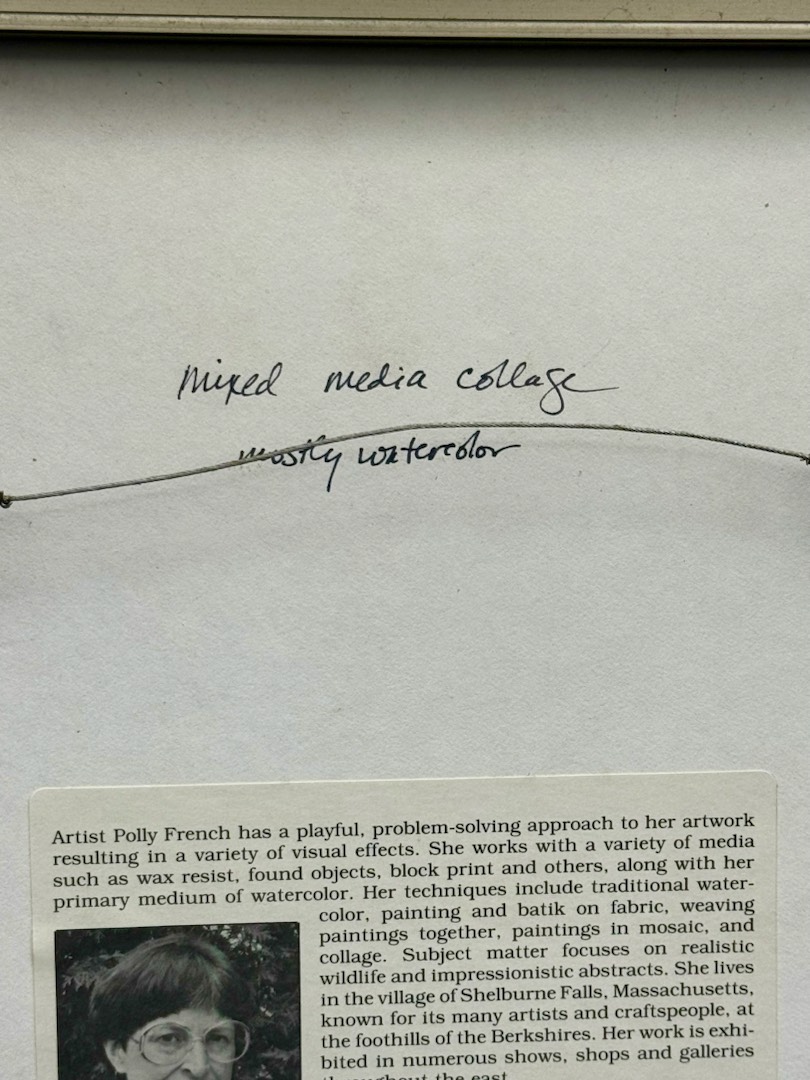 mixed media collage
mostly watercolor
Artist Polly French has a playful, problem-solving approach to her artwork
resulting in a variety of visual effects. She works with a variety of media
such as wax resist, found objects, block print and others, along with her
primary medium of watercolor. Her techniques include traditional water-
color, painting and batik on fabric, weaving
paintings together, paintings in mosaic, and
collage. Subject matter focuses on realistic
wildlife and impressionistic abstracts. She lives
in the village of Shelburne Falls, Massachusetts,
known for its many artists and craftspeople, at
the foothills of the Berkshires. Her work is exhi-
bited in numerous shows, shops and galleries
throughout the east